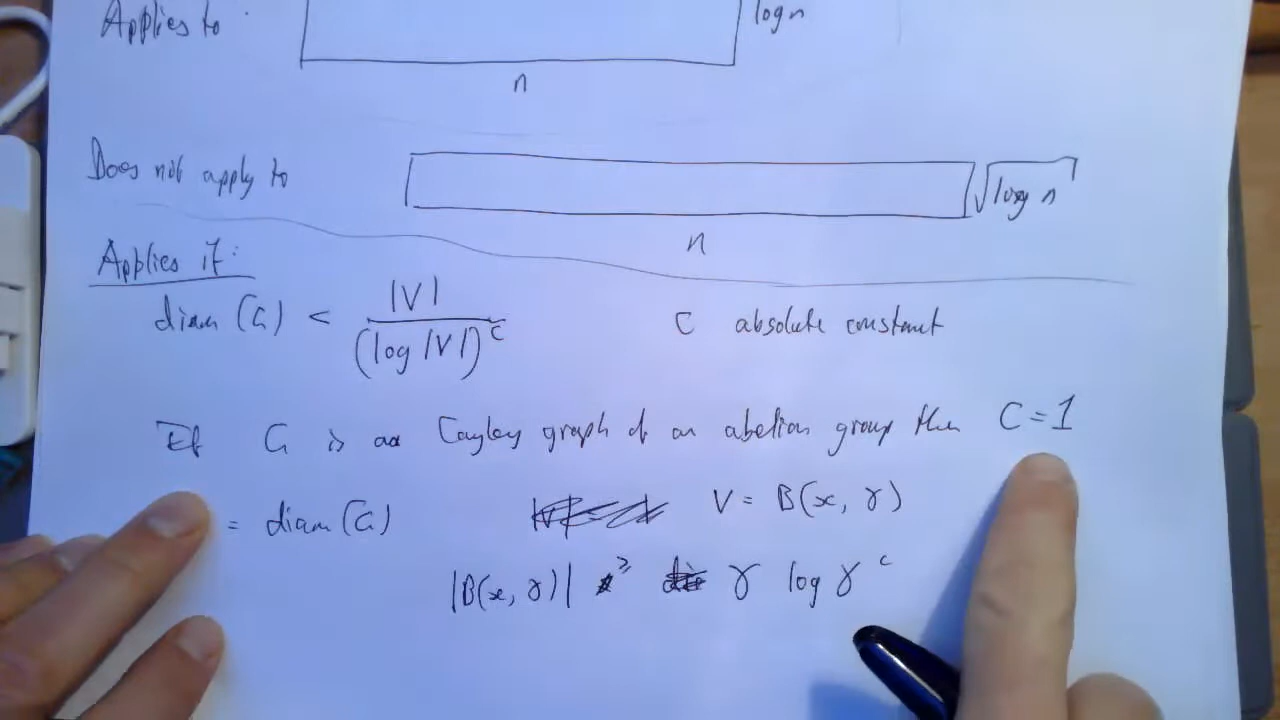 Applies to
log n
n
Does not apply to
√log n
n
Applies if:
diam (G) < |V| / (log |V|)^C
C absolute constant
If G is a Cayley graph of an abelian group then C = 1
= diam (G)
V = B(x, γ)
|B(x, γ)| ≥ γ log γ^c